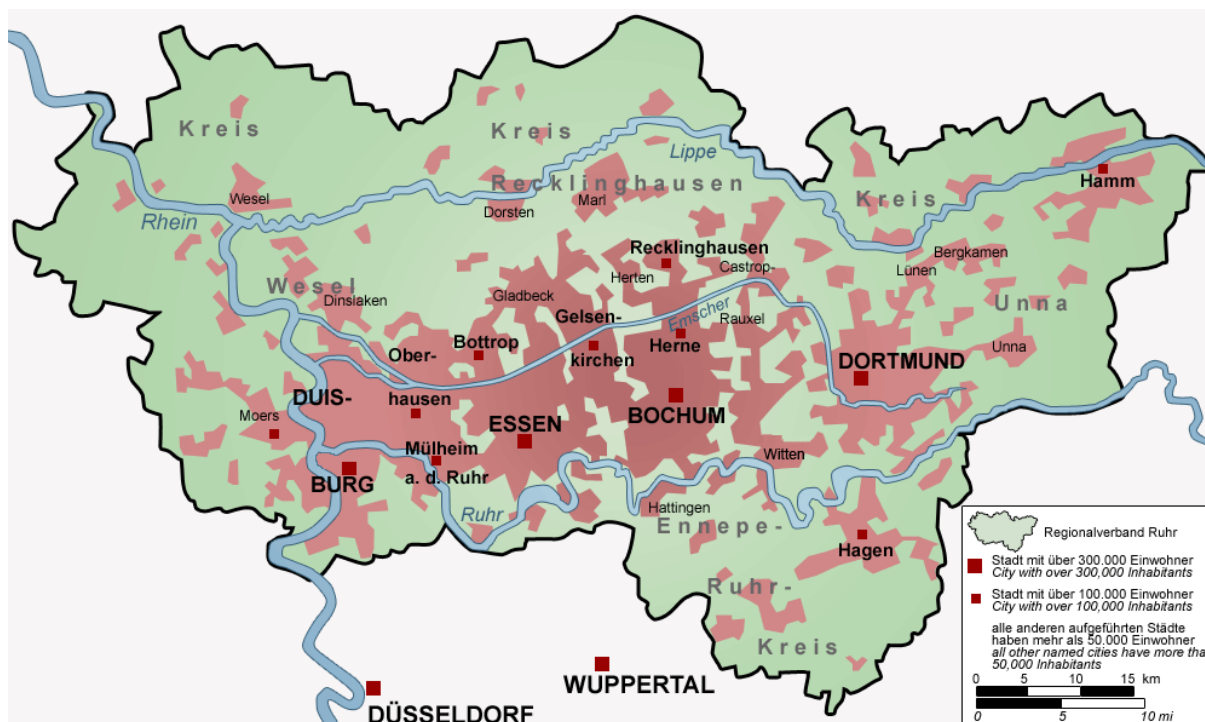 Kreis
Kreis
Lippe
Recklinghausen
Hamm
Wesel
Dorsten
Marl
Kreis
Rhein
Recklinghausen
Bergkamen
Herten
Castrop-
Lünen
Wesel
Dinslaken
Gladbeck
Unna
Gelsen-
Emscher
Rauxel
Ober-
Bottrop
kirchen
Herne
Unna
DORTMUND
DUIS-
hausen
Moers
ESSEN
BOCHUM
Mülheim
a. d. Ruhr
Witten
BURG
Ruhr
Hattingen
Ennepe-
Hagen
Ruhr-
Kreis
WUPPERTAL
DÜSSELDORF
Regionalverband Ruhr
Stadt mit über 300.000 Einwohner
City with over 300,000 Inhabitants
Stadt mit über 100.000 Einwohner
City with over 100,000 Inhabitants
alle anderen aufgeführten Städte
haben mehr als 50.000 Einwohner
all other named cities have more tha
50,000 Inhabitants
0 5 10 15 km
0 5 10 mi